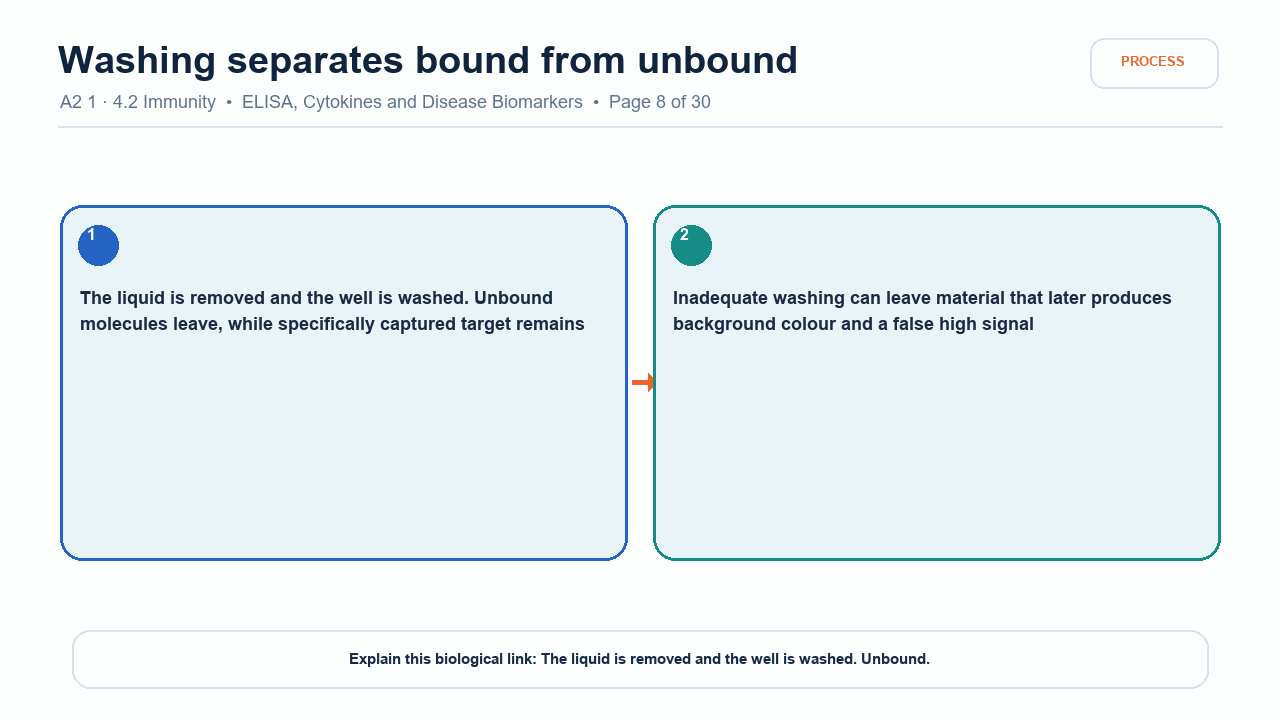 Washing separates bound from unbound
PROCESS
A2 1 · 4.2 Immunity • ELISA, Cytokines and Disease Biomarkers • Page 8 of 30
1
The liquid is removed and the well is washed. Unbound
molecules leave, while specifically captured target remains
2
Inadequate washing can leave material that later produces
background colour and a false high signal
Explain this biological link: The liquid is removed and the well is washed. Unbound.